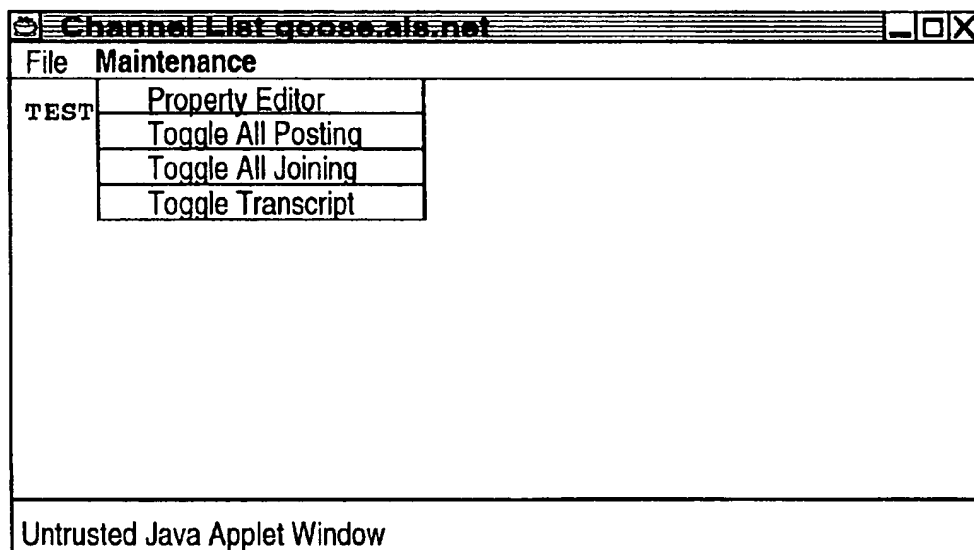 Channel List goose.als.net
File Maintenance
TEST
Property Editor
Toggle All Posting
Toggle All Joining
Toggle Transcript
Untrusted Java Applet Window